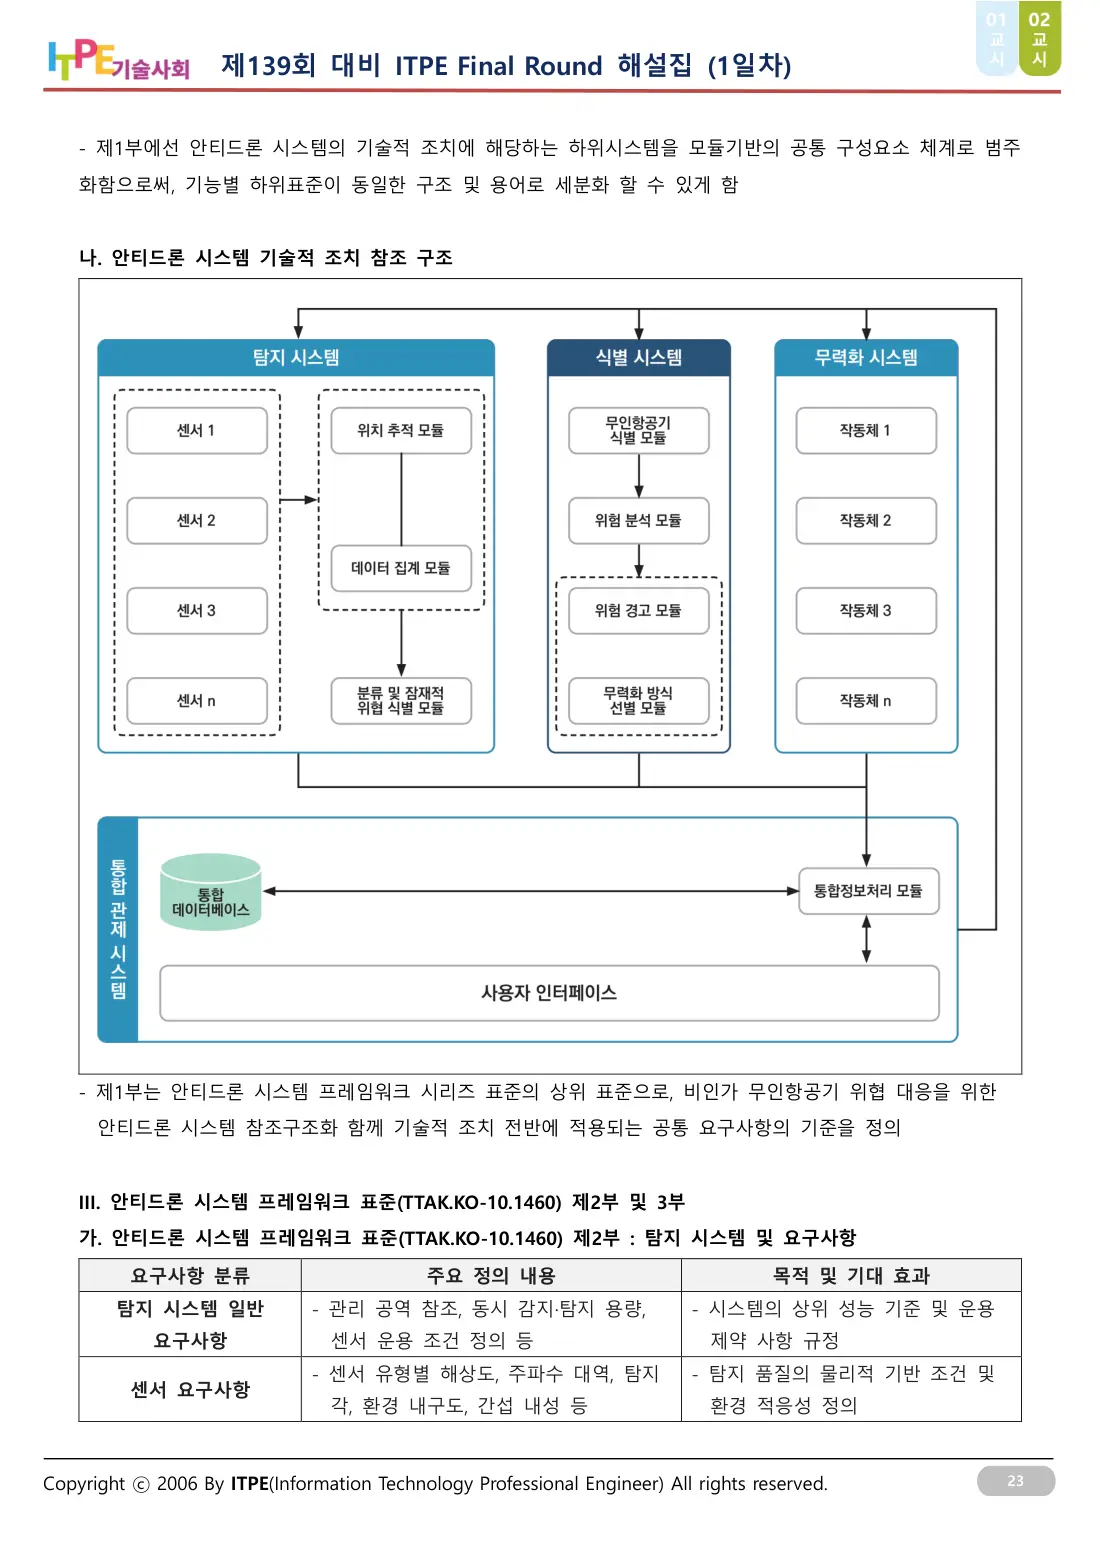 ITPE기술사회
제139회 대비 ITPE Final Round 해설집 (1일차)
01
교
시
02
교
시
- 제1부에선 안티드론 시스템의 기술적 조치에 해당하는 하위시스템을 모듈기반의 공통 구성요소 체계로 범주
화함으로써, 기능별 하위표준이 동일한 구조 및 용어로 세분화 할 수 있게 함
나. 안티드론 시스템 기술적 조치 참조 구조
탐지 시스템
센서 1
센서 2
센서 3
센서 n
위치 추적 모듈
데이터 집계 모듈
분류 및 잠재적
위협 식별 모듈
식별 시스템
무인항공기
식별 모듈
위험 분석 모듈
위험 경고 모듈
무력화 방식
선별 모듈
무력화 시스템
작동체 1
작동체 2
작동체 3
작동체 n
통합 관제 시스템
통합
데이터베이스
통합정보처리 모듈
사용자 인터페이스
- 제1부는 안티드론 시스템 프레임워크 시리즈 표준의 상위 표준으로, 비인가 무인항공기 위협 대응을 위한
안티드론 시스템 참조구조화 함께 기술적 조치 전반에 적용되는 공통 요구사항의 기준을 정의
III. 안티드론 시스템 프레임워크 표준(TTAK.KO-10.1460) 제2부 및 3부
가. 안티드론 시스템 프레임워크 표준(TTAK.KO-10.1460) 제2부 : 탐지 시스템 및 요구사항
요구사항 분류 주요 정의 내용 목적 및 기대 효과
탐지 시스템 일반
요구사항
- 관리 공역 참조, 동시 감지·탐지 용량,
센서 운용 조건 정의 등
- 시스템의 상위 성능 기준 및 운용
제약 사항 규정
센서 요구사항
- 센서 유형별 해상도, 주파수 대역, 탐지
각, 환경 내구도, 간섭 내성 등
- 탐지 품질의 물리적 기반 조건 및
환경 적응성 정의
Copyright ⓒ 2006 By ITPE(Information Technology Professional Engineer) All rights reserved.
23